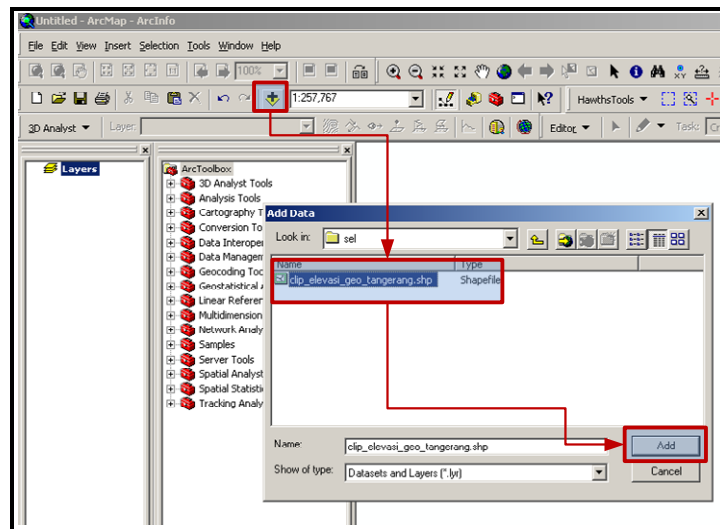 Untitled - ArcMap - ArcInfo
File Edit View Insert Selection Tools Window Help
100%
1:257,767
HawthsTools
3D Analyst
Layer:
Editor
Task:
Layers
ArcToolbox
3D Analyst Tools
Analysis Tools
Cartography T
Conversion To
Data Interope
Data Managem
Geocoding Too
Geostatistical A
Linear Referen
Multidimension
Network Analy
Samples
Server Tools
Spatial Analyst
Spatial Statisti
Tracking Analy
Add Data
Look in: sel
Name Type
clip_elevasi_geo_tangerang.shp Shapefile
Name: clip_elevasi_geo_tangerang.shp
Add
Show of type: Datasets and Layers (*.lyr)
Cancel